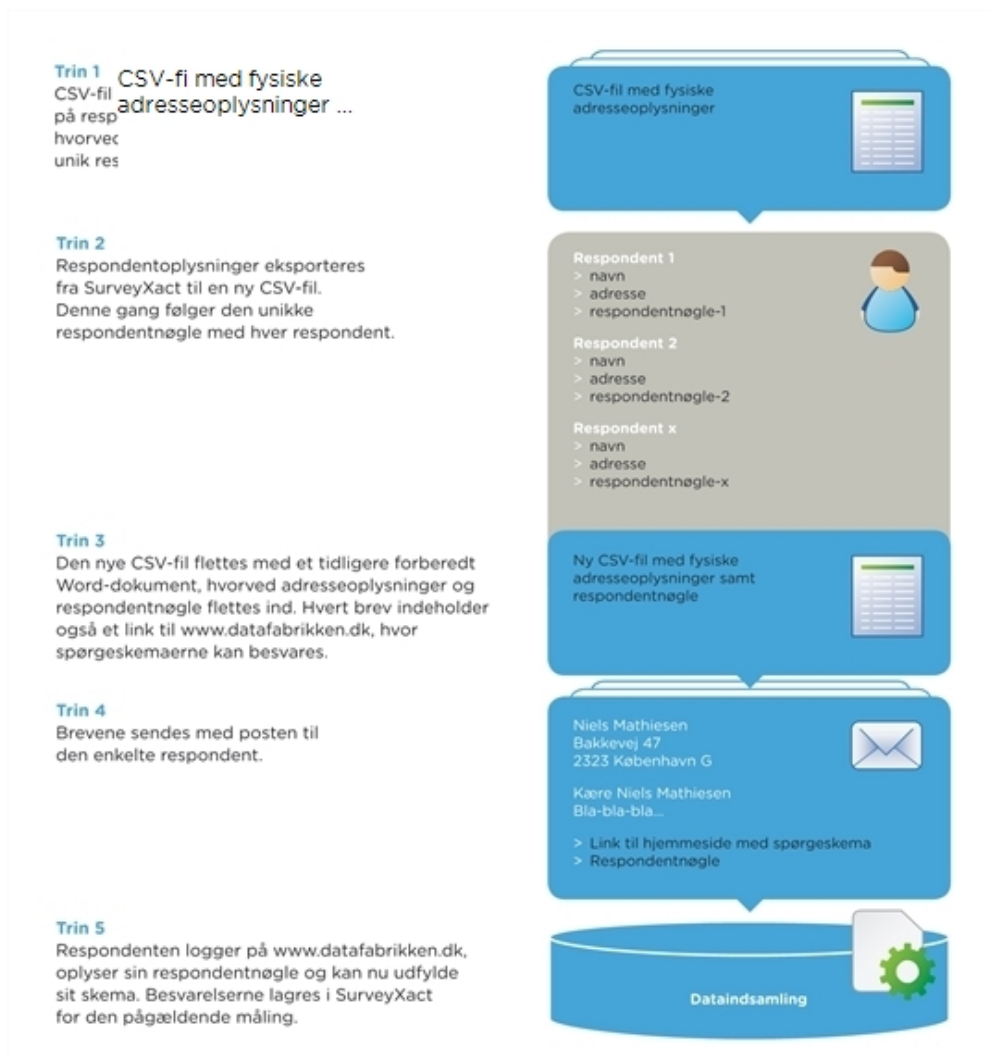 Trin 1
CSV-fi med fysiske
adresseoplysninger ...
CSV-fil
på
unik
Trin 2
Respondentoplysninger eksporteres
fra SurveyXact til en ny CSV-fil.
Denne gang følger den unikke
respondentnøgle med hver respondent.
Trin 3
Den nye CSV-fil flettes med et tidligere forberedt
Word-dokument, hvorved adresseoplysninger og
respondentnøgle flettes ind. Hvert brev indeholder
også et link til www.datafabrikken.dk, hvor
spørgeskemaerne kan besvares.
Trin 4
Brevene sendes med posten til
den enkelte respondent.
Trin 5
Respondenten logger på www.datafabrikken.dk,
oplyser sin respondentnøgle og kan nu udfylde
sit skema. Besvarelserne lagres i SurveyXact
for den pågældende måling.
CSV-fil med fysiske
adresseoplysninger
Respondent 1
> navn
> adresse
> respondentnøgle-1
Respondent 2
> navn
> adresse
> respondentnøgle-2
Respondent x
> navn
> adresse
> respondentnøgle-x
Ny CSV-fil med fysiske
adresseoplysninger samt
respondentnøgle
Niels Mathiesen
Bakkevej 47
2323 København G
Kære Niels Mathiesen
Bla-bla-bla...
> Link til hjemmeside med spørgeskema
> Respondentnøgle
Dataindsamling